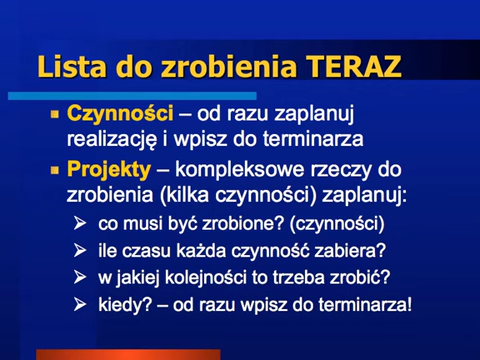 Lista do zrobienia TERAZ
Czynności – od razu zaplanuj
realizację i wpisz do terminarza
Projekty – kompleksowe rzeczy do
zrobienia (kilka czynności) zaplanuj:
co musi być zrobione? (czynności)
ile czasu każda czynność zabiera?
w jakiej kolejności to trzeba zrobić?
kiedy? – od razu wpisz do terminarza!